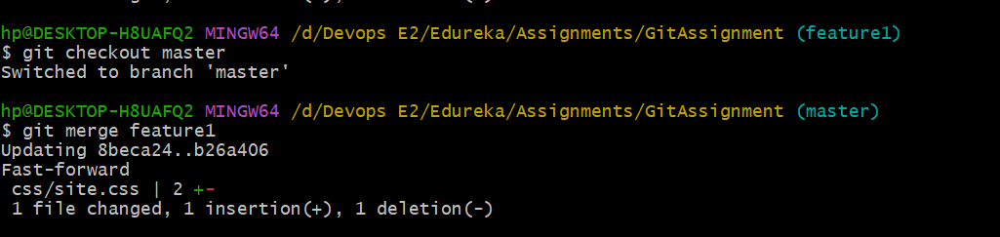 hp@DESKTOP-H8UAFQ2 MINGW64 /d/Devops E2/Edureka/Assignments/GitAssignment (feature1)
$ git checkout master
Switched to branch 'master'
hp@DESKTOP-H8UAFQ2 MINGW64 /d/Devops E2/Edureka/Assignments/GitAssignment (master)
$ git merge feature1
Updating 8beca24..b26a406
Fast-forward
 css/site.css | 2 +-
 1 file changed, 1 insertion(+), 1 deletion(-)